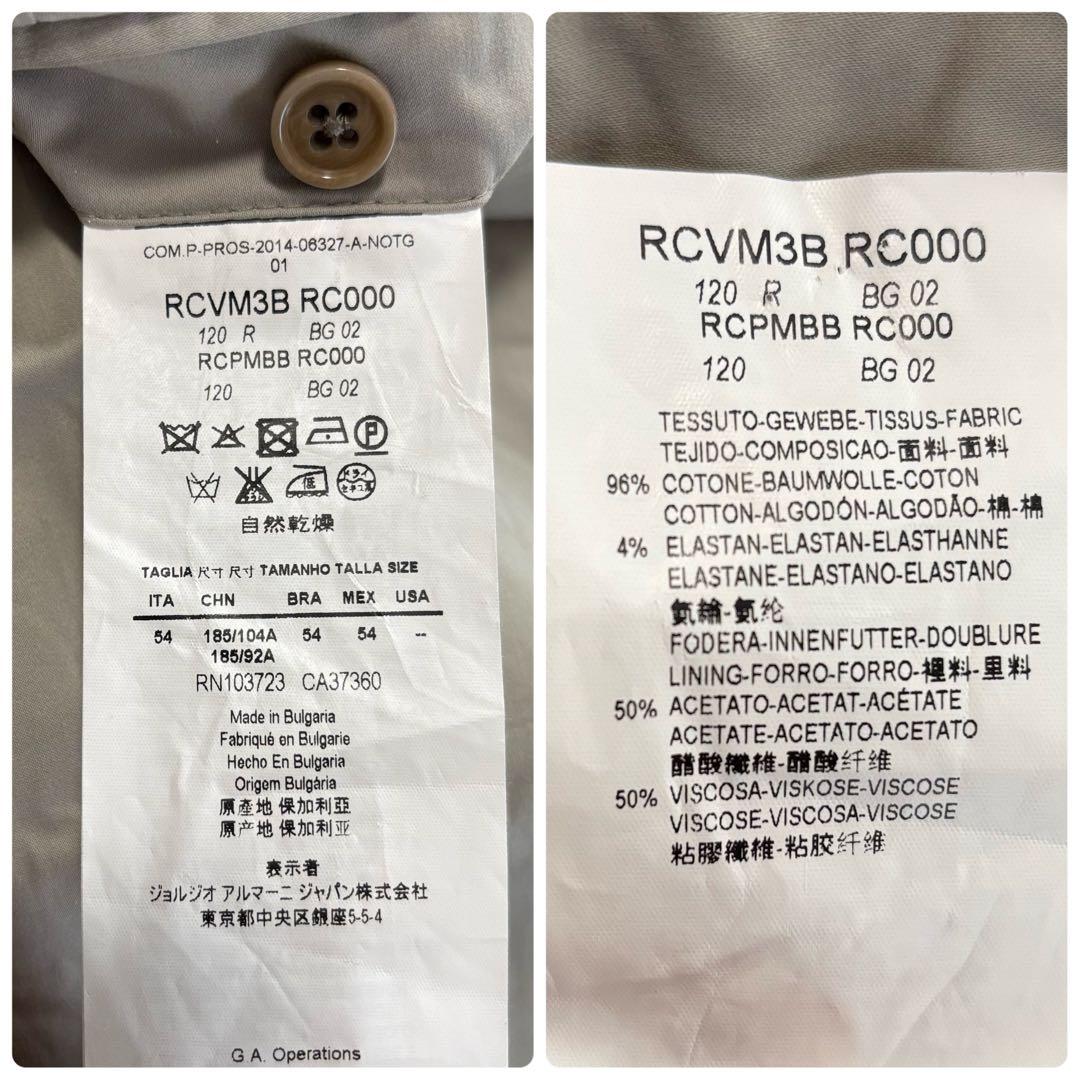 COM.P-PROS-2014-06327-A-NOTG
01
RCVM3B RC000
120 R BG 02
RCPMBB RC000
120 BG 02
P
低
ドライ
セキユ系
自然乾燥
TAGLIA 尺寸 尺寸 TAMANHO TALLA SIZE
ITA CHN BRA MEX USA
54 185/104A 54 54 --
185/92A
RN103723 CA37360
Made in Bulgaria
Fabriqué en Bulgarie
Hecho En Bulgaria
Origem Bulgária
原產地 保加利亞
原产地 保加利亚
表示者
ジョルジオ アルマーニ ジャパン株式会社
東京都中央区銀座5-5-4
G.A. Operations
RCVM3B RC000
120 R BG 02
RCPMBB RC000
120 BG 02
TESSUTO-GEWEBE-TISSUS-FABRIC
TEJIDO-COMPOSICAO-面料-面料
96% COTONE-BAUMWOLLE-COTON
COTTON-ALGODÓN-ALGODÃO-棉-棉
4% ELASTAN-ELASTAN-ELASTHANNE
ELASTANE-ELASTANO-ELASTANO
氨綸-氨纶
FODERA-INNENFUTTER-DOUBLURE
LINING-FORRO-FORRO-裡料-里料
50% ACETATO-ACETAT-ACÉTATE
ACETATE-ACETATO-ACETATO
醋酸纖維-醋酸纤维
50% VISCOSA-VISKOSE-VISCOSE
VISCOSE-VISCOSA-VISCOSE
粘膠纖維-粘胶纤维